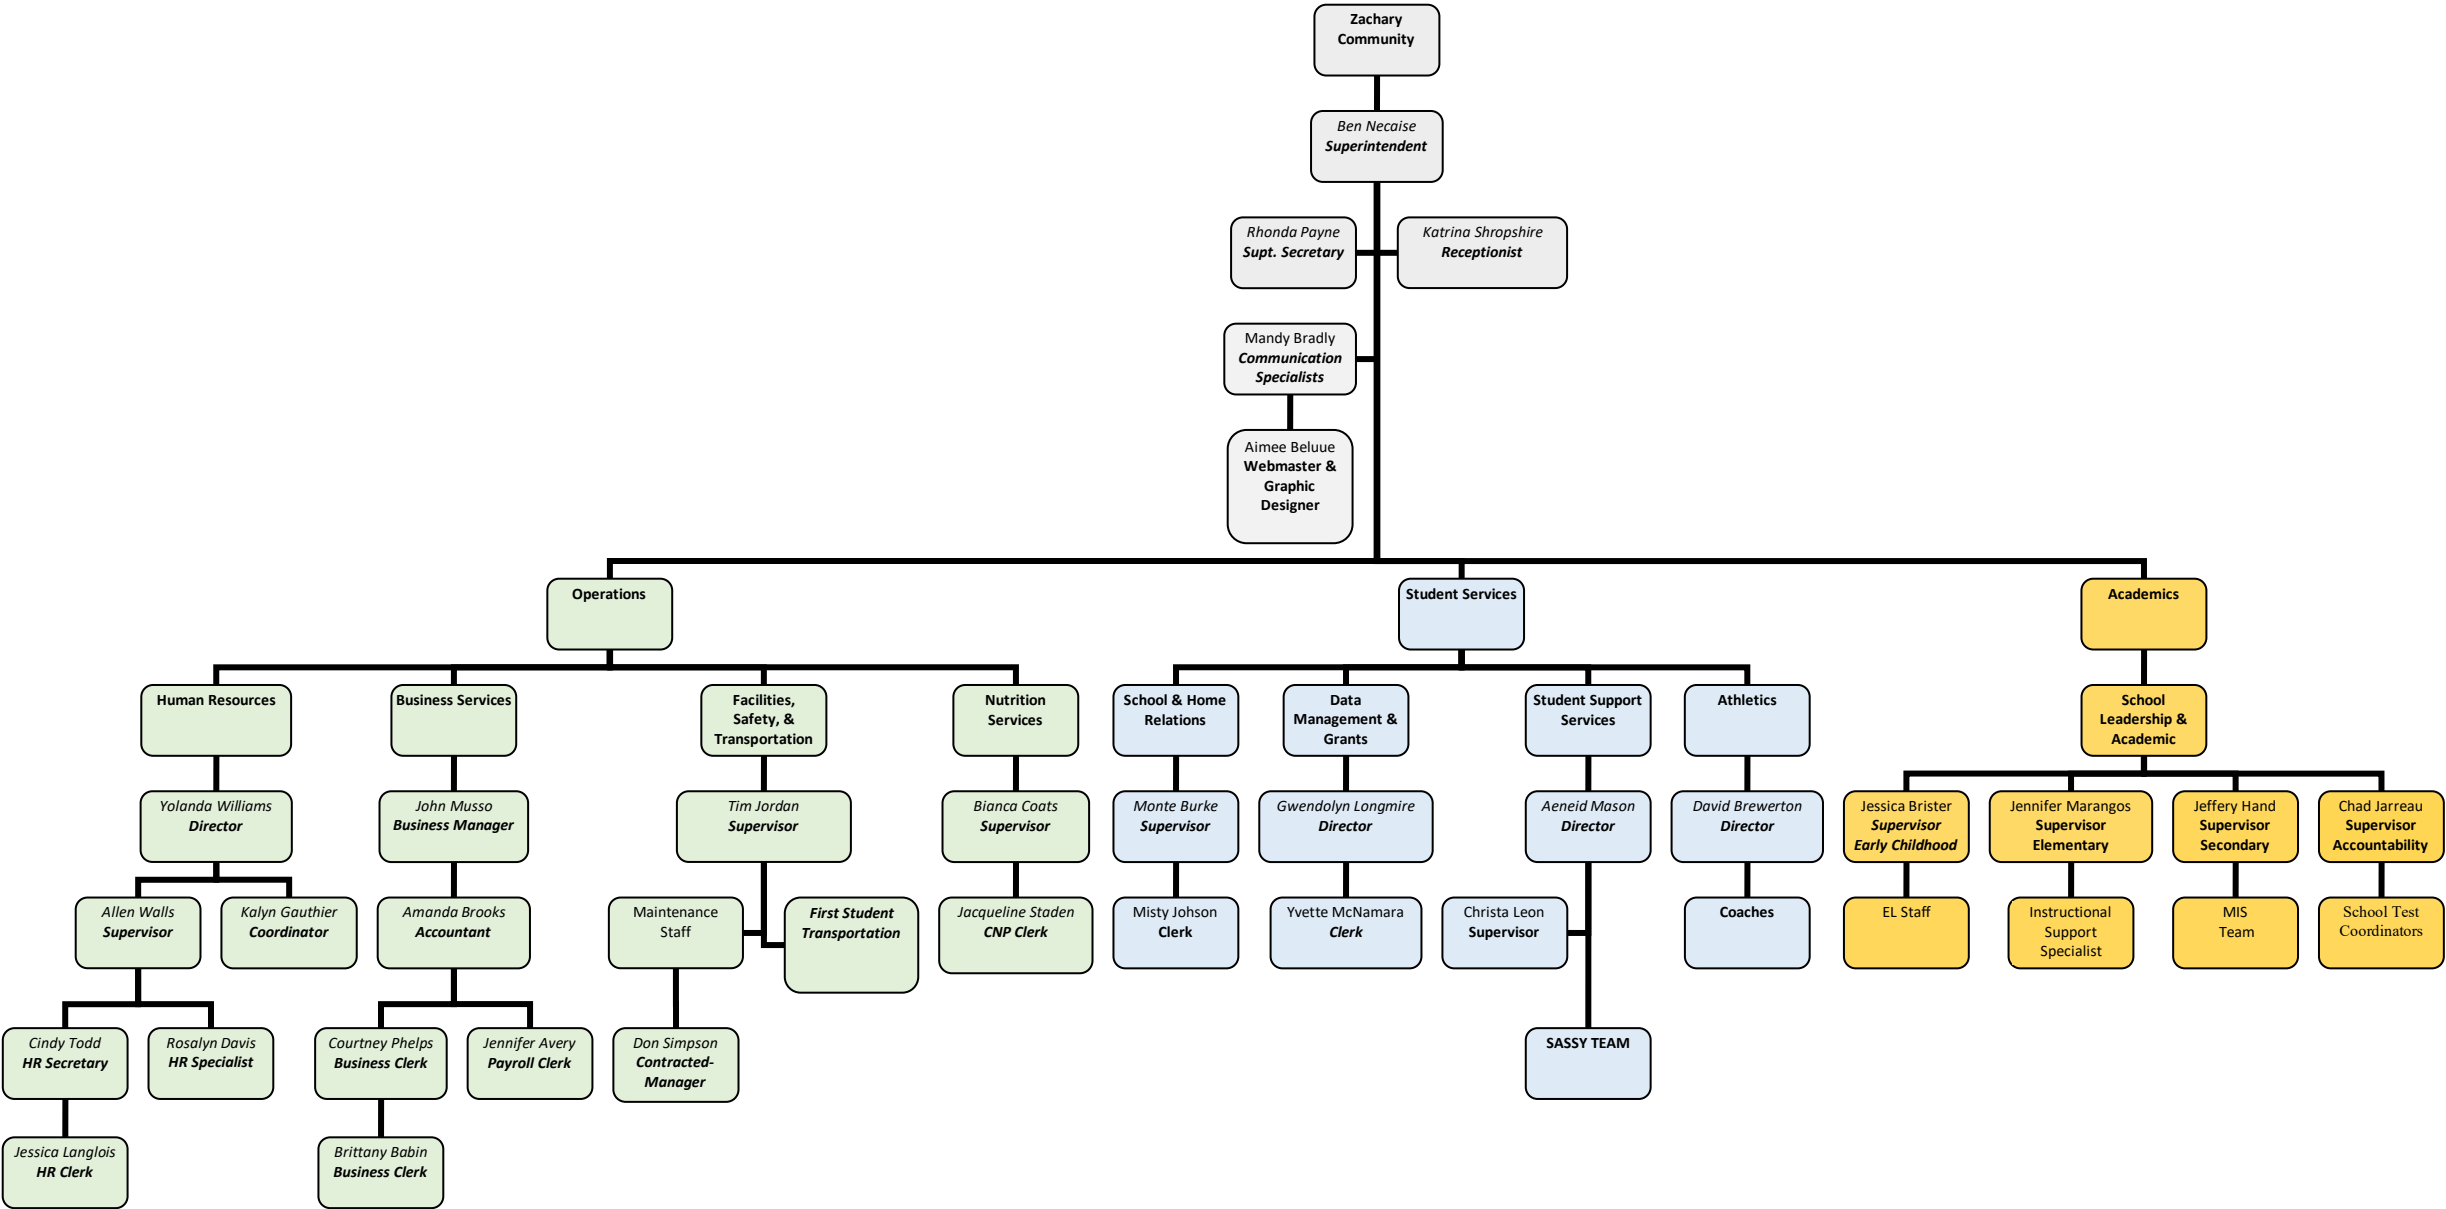 Zachary
Community
Ben Necaise
Superintendent
Rhonda Payne
Supt. Secretary
Katrina Shropshire
Receptionist
Mandy Bradly
Communication
Specialists
Aimee Beluue
Webmaster &
Graphic
Designer
Operations
Student Services
Academics
Human Resources
Business Services
Facilities,
Safety, &
Transportation
Nutrition
Services
School & Home
Relations
Data
Management &
Grants
Student Support
Services
Athletics
School
Leadership &
Academic
Yolanda Williams
Director
John Musso
Business Manager
Tim Jordan
Supervisor
Bianca Coats
Supervisor
Monte Burke
Supervisor
Gwendolyn Longmire
Director
Aeneid Mason
Director
David Brewerton
Director
Jessica Brister
Supervisor
Early Childhood
Jennifer Marangos
Supervisor
Elementary
Jeffery Hand
Supervisor
Secondary
Chad Jarreau
Supervisor
Accountability
Allen Walls
Supervisor
Kalyn Gauthier
Coordinator
Amanda Brooks
Accountant
Maintenance
Staff
First Student
Transportation
Jacqueline Staden
CNP Clerk
Misty Johson
Clerk
Yvette McNamara
Clerk
Christa Leon
Supervisor
Coaches
EL Staff
Instructional
Support
Specialist
MIS
Team
School Test
Coordinators
Cindy Todd
HR Secretary
Rosalyn Davis
HR Specialist
Courtney Phelps
Business Clerk
Jennifer Avery
Payroll Clerk
Don Simpson
Contracted-
Manager
SASSY TEAM
Jessica Langlois
HR Clerk
Brittany Babin
Business Clerk